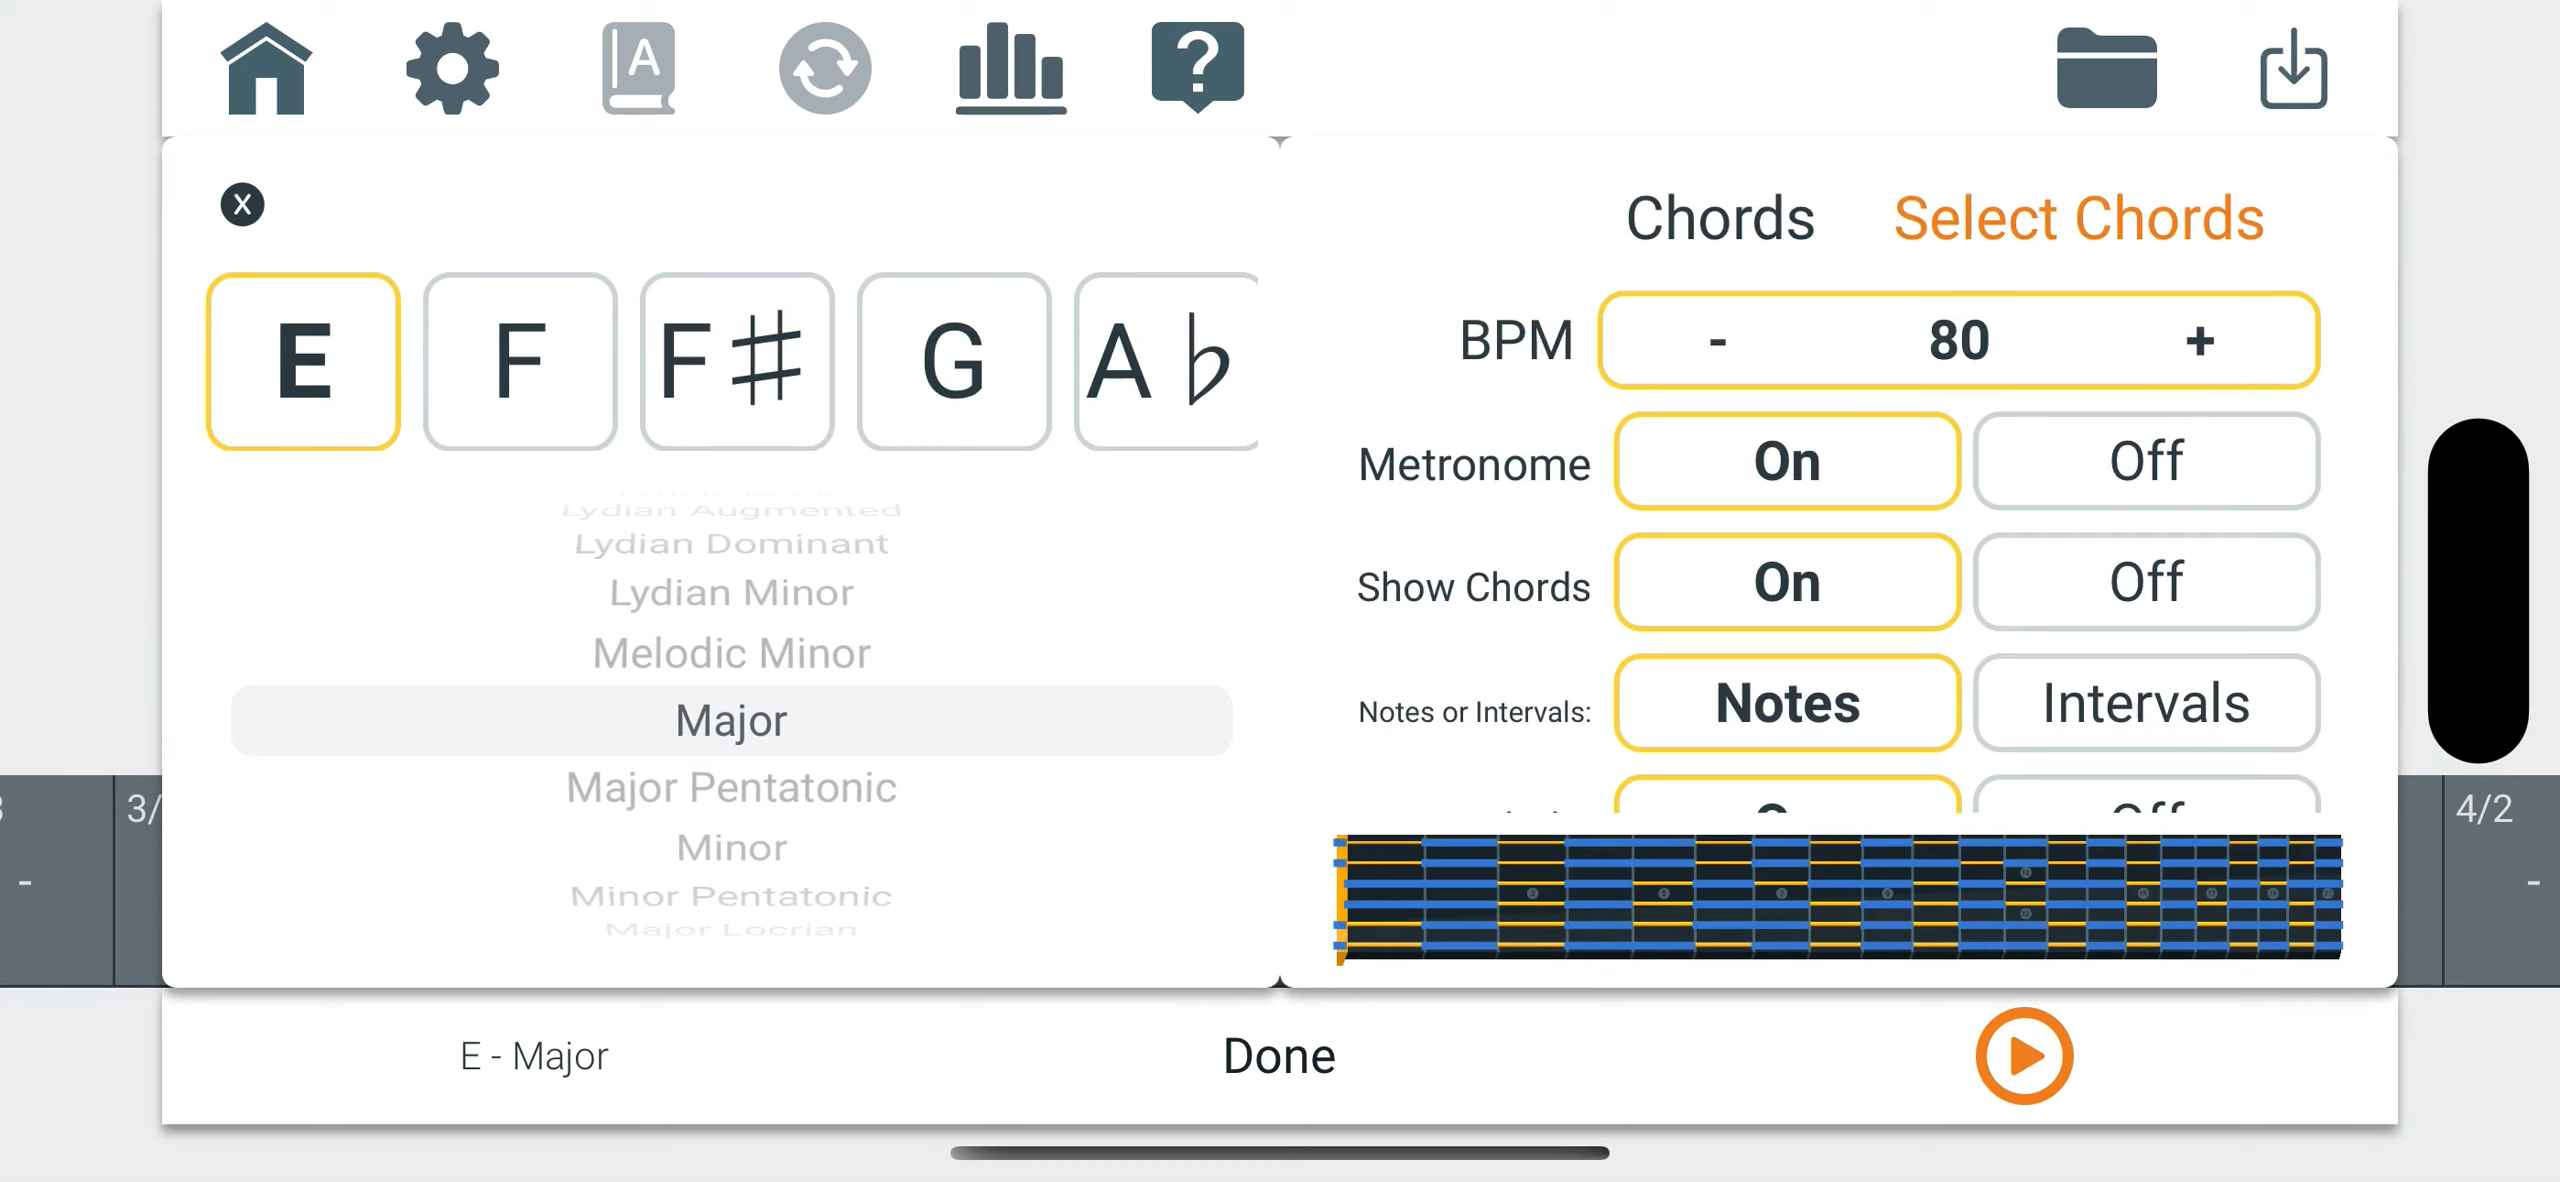 A
?
X
E F F♯ G A♭
Lydian Augmented
Lydian Dominant
Lydian Minor
Melodic Minor
Major
Major Pentatonic
Minor
Minor Pentatonic
Major Locrian
Chords Select Chords
BPM - 80 +
Metronome On Off
Show Chords On Off
Notes or Intervals: Notes Intervals
3/
-
4/2
-
E - Major
Done